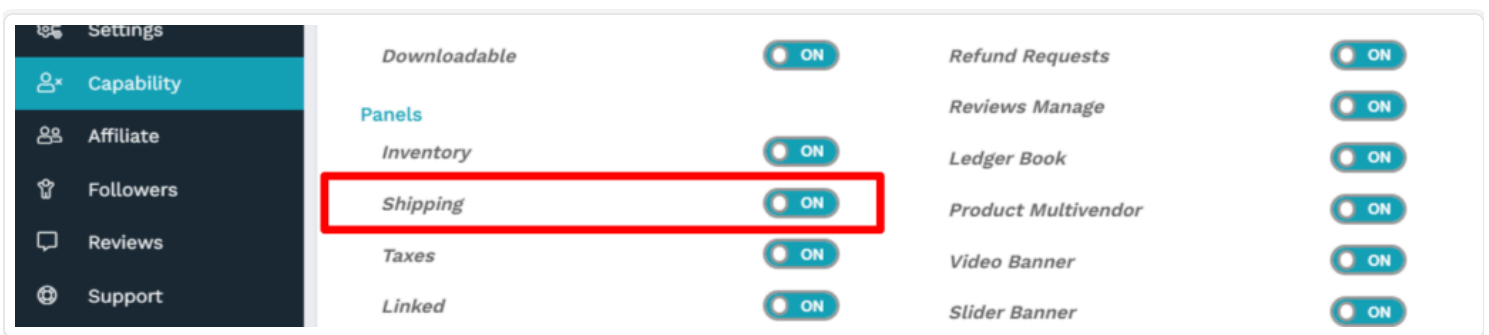 Settings
Capability
Affiliate
Followers
Reviews
Support
Downloadable ON
Panels
Inventory ON
Shipping ON
Taxes ON
Linked ON
Refund Requests ON
Reviews Manage ON
Ledger Book ON
Product Multivendor ON
Video Banner ON
Slider Banner ON